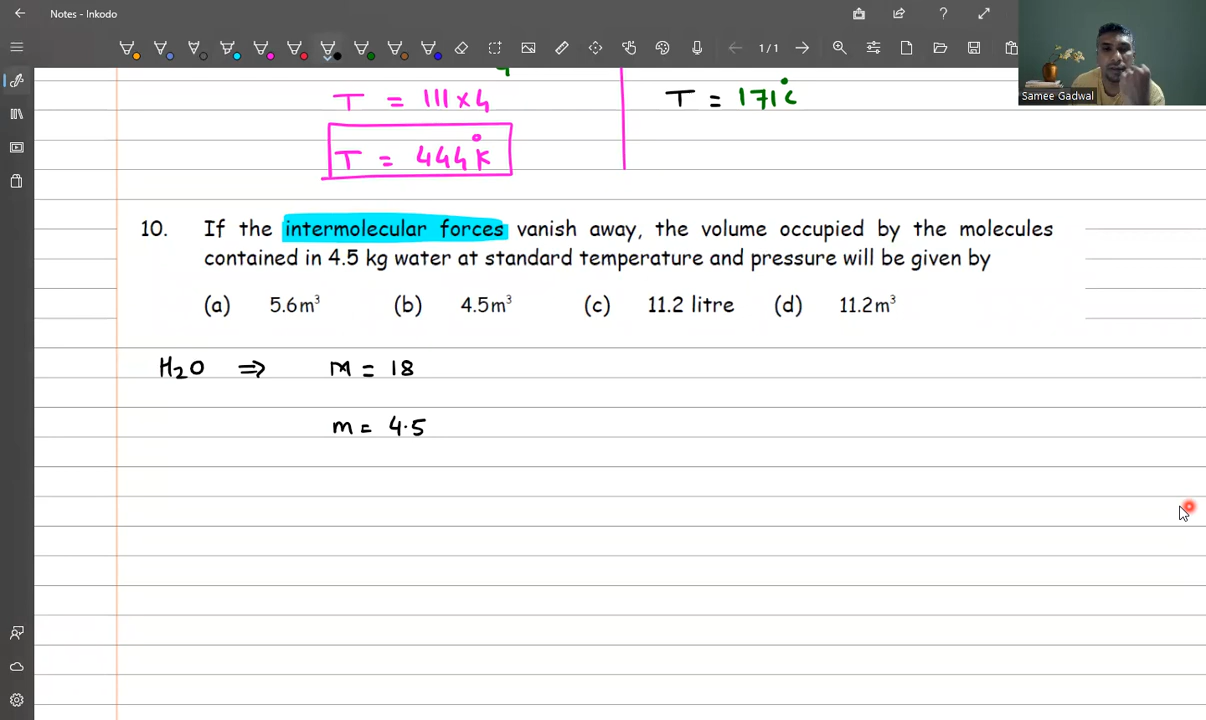 Notes - Inkodo
1/1
Samee Gadwal
T = 111 x 4
T = 444°K
T = 171°C
10. If the intermolecular forces vanish away, the volume occupied by the molecules
contained in 4.5 kg water at standard temperature and pressure will be given by
(a) 5.6m³ (b) 4.5m³ (c) 11.2 litre (d) 11.2m³
H₂O ⇒ M = 18
m = 4.5